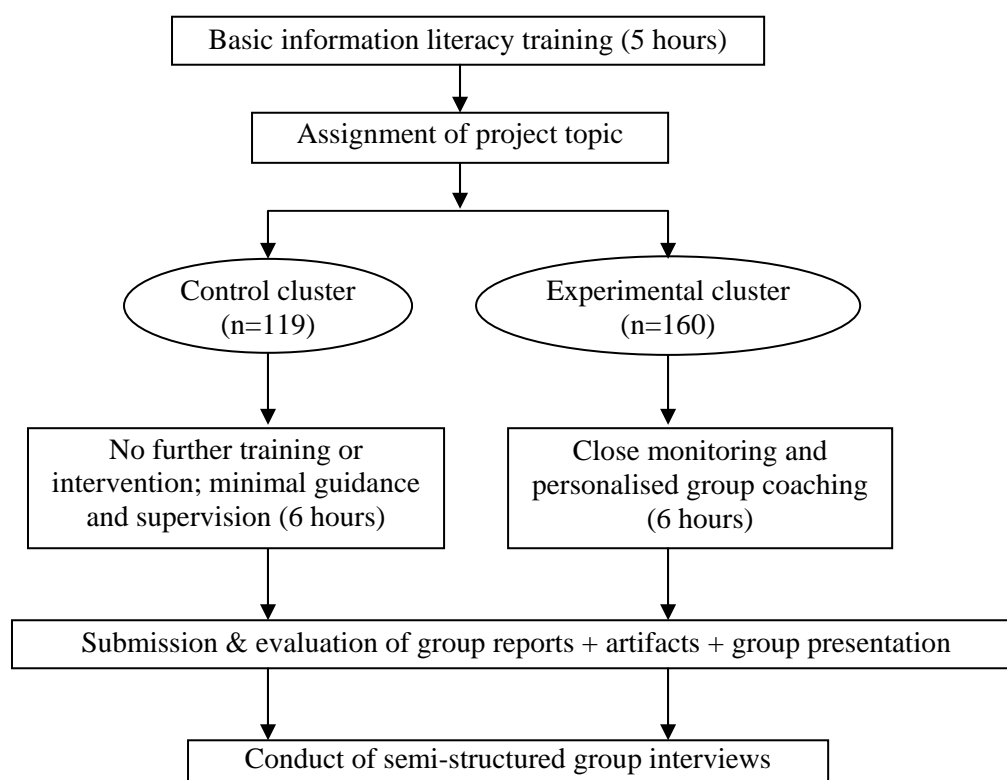 Basic information literacy training (5 hours)
Assignment of project topic
Control cluster
(n=119)
Experimental cluster
(n=160)
No further training or
intervention; minimal guidance
and supervision (6 hours)
Close monitoring and
personalised group coaching
(6 hours)
Submission & evaluation of group reports + artifacts + group presentation
Conduct of semi-structured group interviews